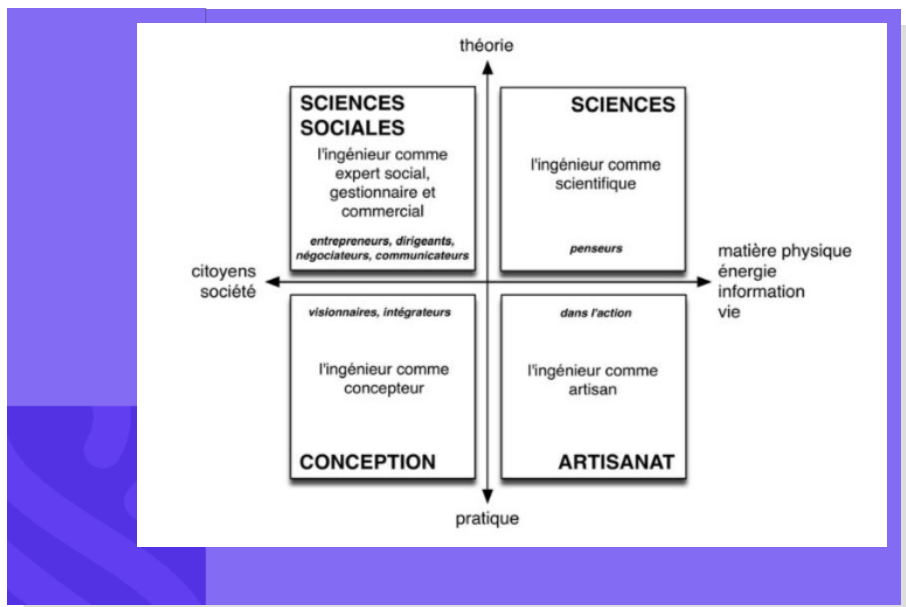 théorie
SCIENCES
SOCIALES
l'ingénieur comme
expert social,
gestionnaire et
commercial
entrepreneurs, dirigeants,
négociateurs, communicateurs
SCIENCES
l'ingénieur comme
scientifique
penseurs
citoyens
société
matière physique
énergie
information
vie
visionnaires, intégrateurs
l'ingénieur comme
concepteur
CONCEPTION
dans l'action
l'ingénieur comme
artisan
ARTISANAT
pratique